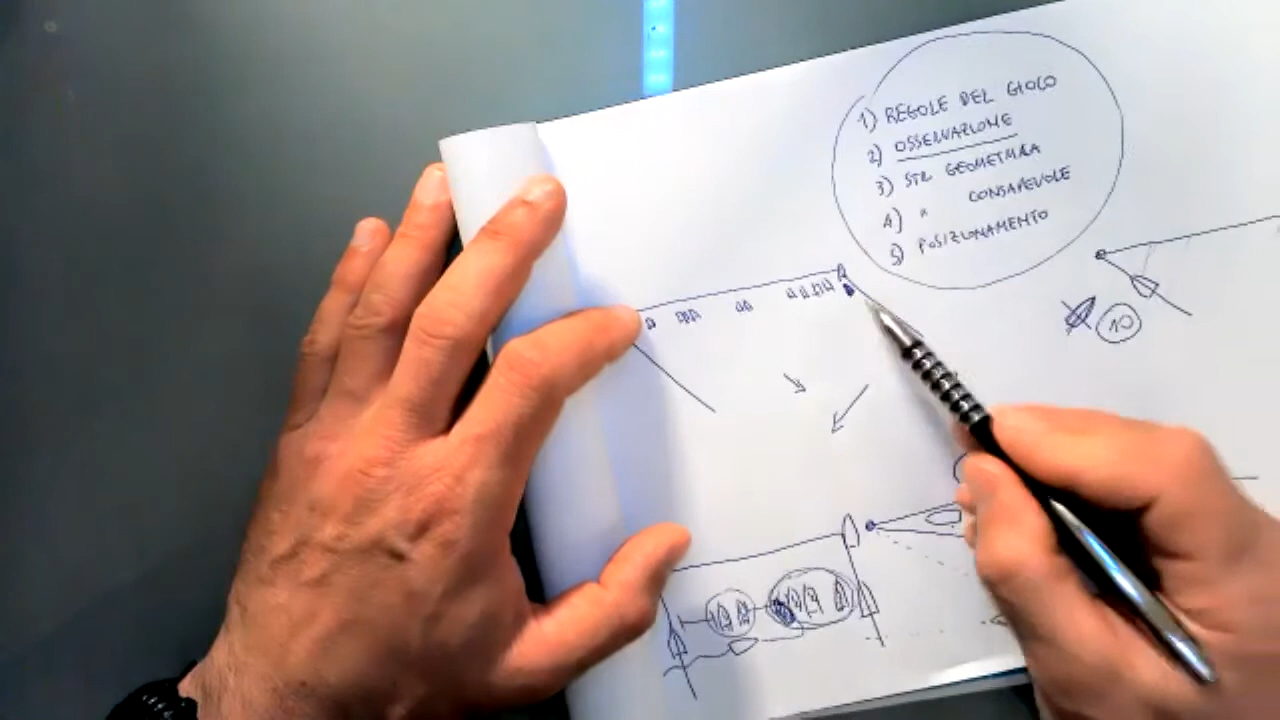 1) REGOLE DEL GIOCO
2) OSSERVAZIONE
3) STR GEOMETRICA
4) " CONSAPEVOLE
5) POSIZIONAMENTO
10